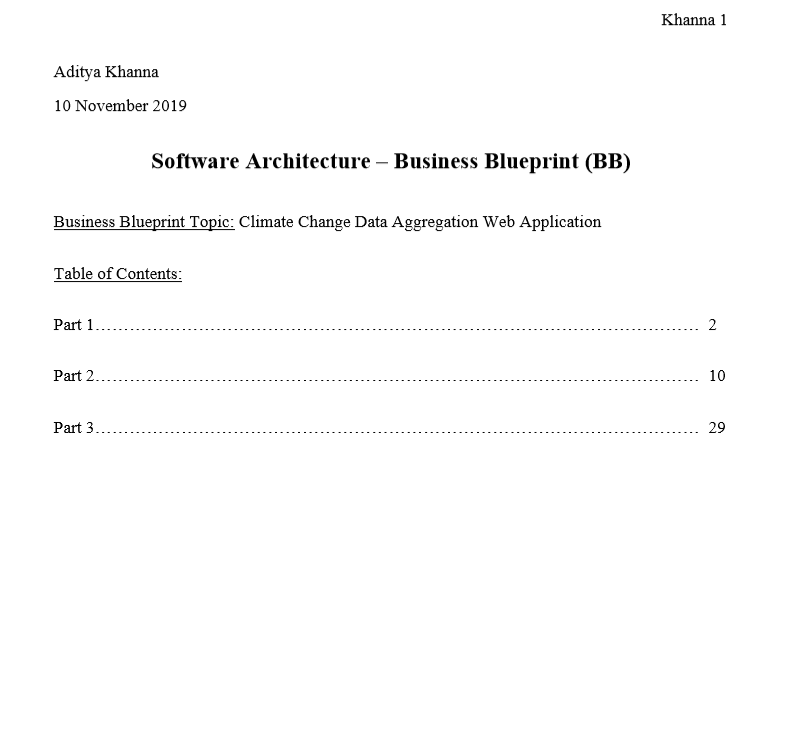 Khanna 1
Aditya Khanna
10 November 2019
Software Architecture – Business Blueprint (BB)
Business Blueprint Topic: Climate Change Data Aggregation Web Application
Table of Contents:
Part 1.................................................................................................... 2
Part 2.................................................................................................... 10
Part 3.................................................................................................... 29